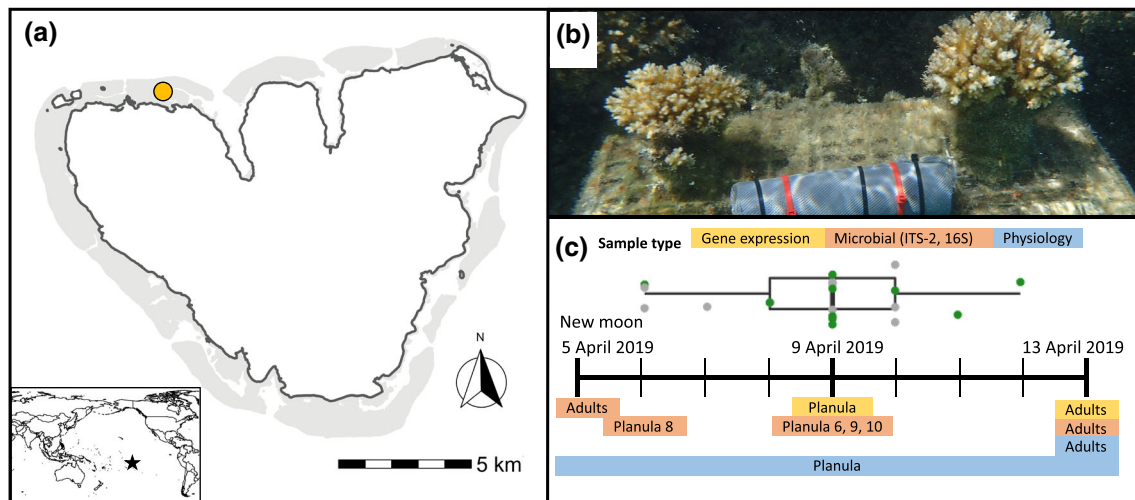 (a)
N
5 km
(b)
(c)
Sample type Gene expression Microbial (ITS-2, 16S) Physiology
New moon
5 April 2019 9 April 2019 13 April 2019
Adults Planula Adults
Planula 8 Planula 6, 9, 10 Adults
Adults
Planula